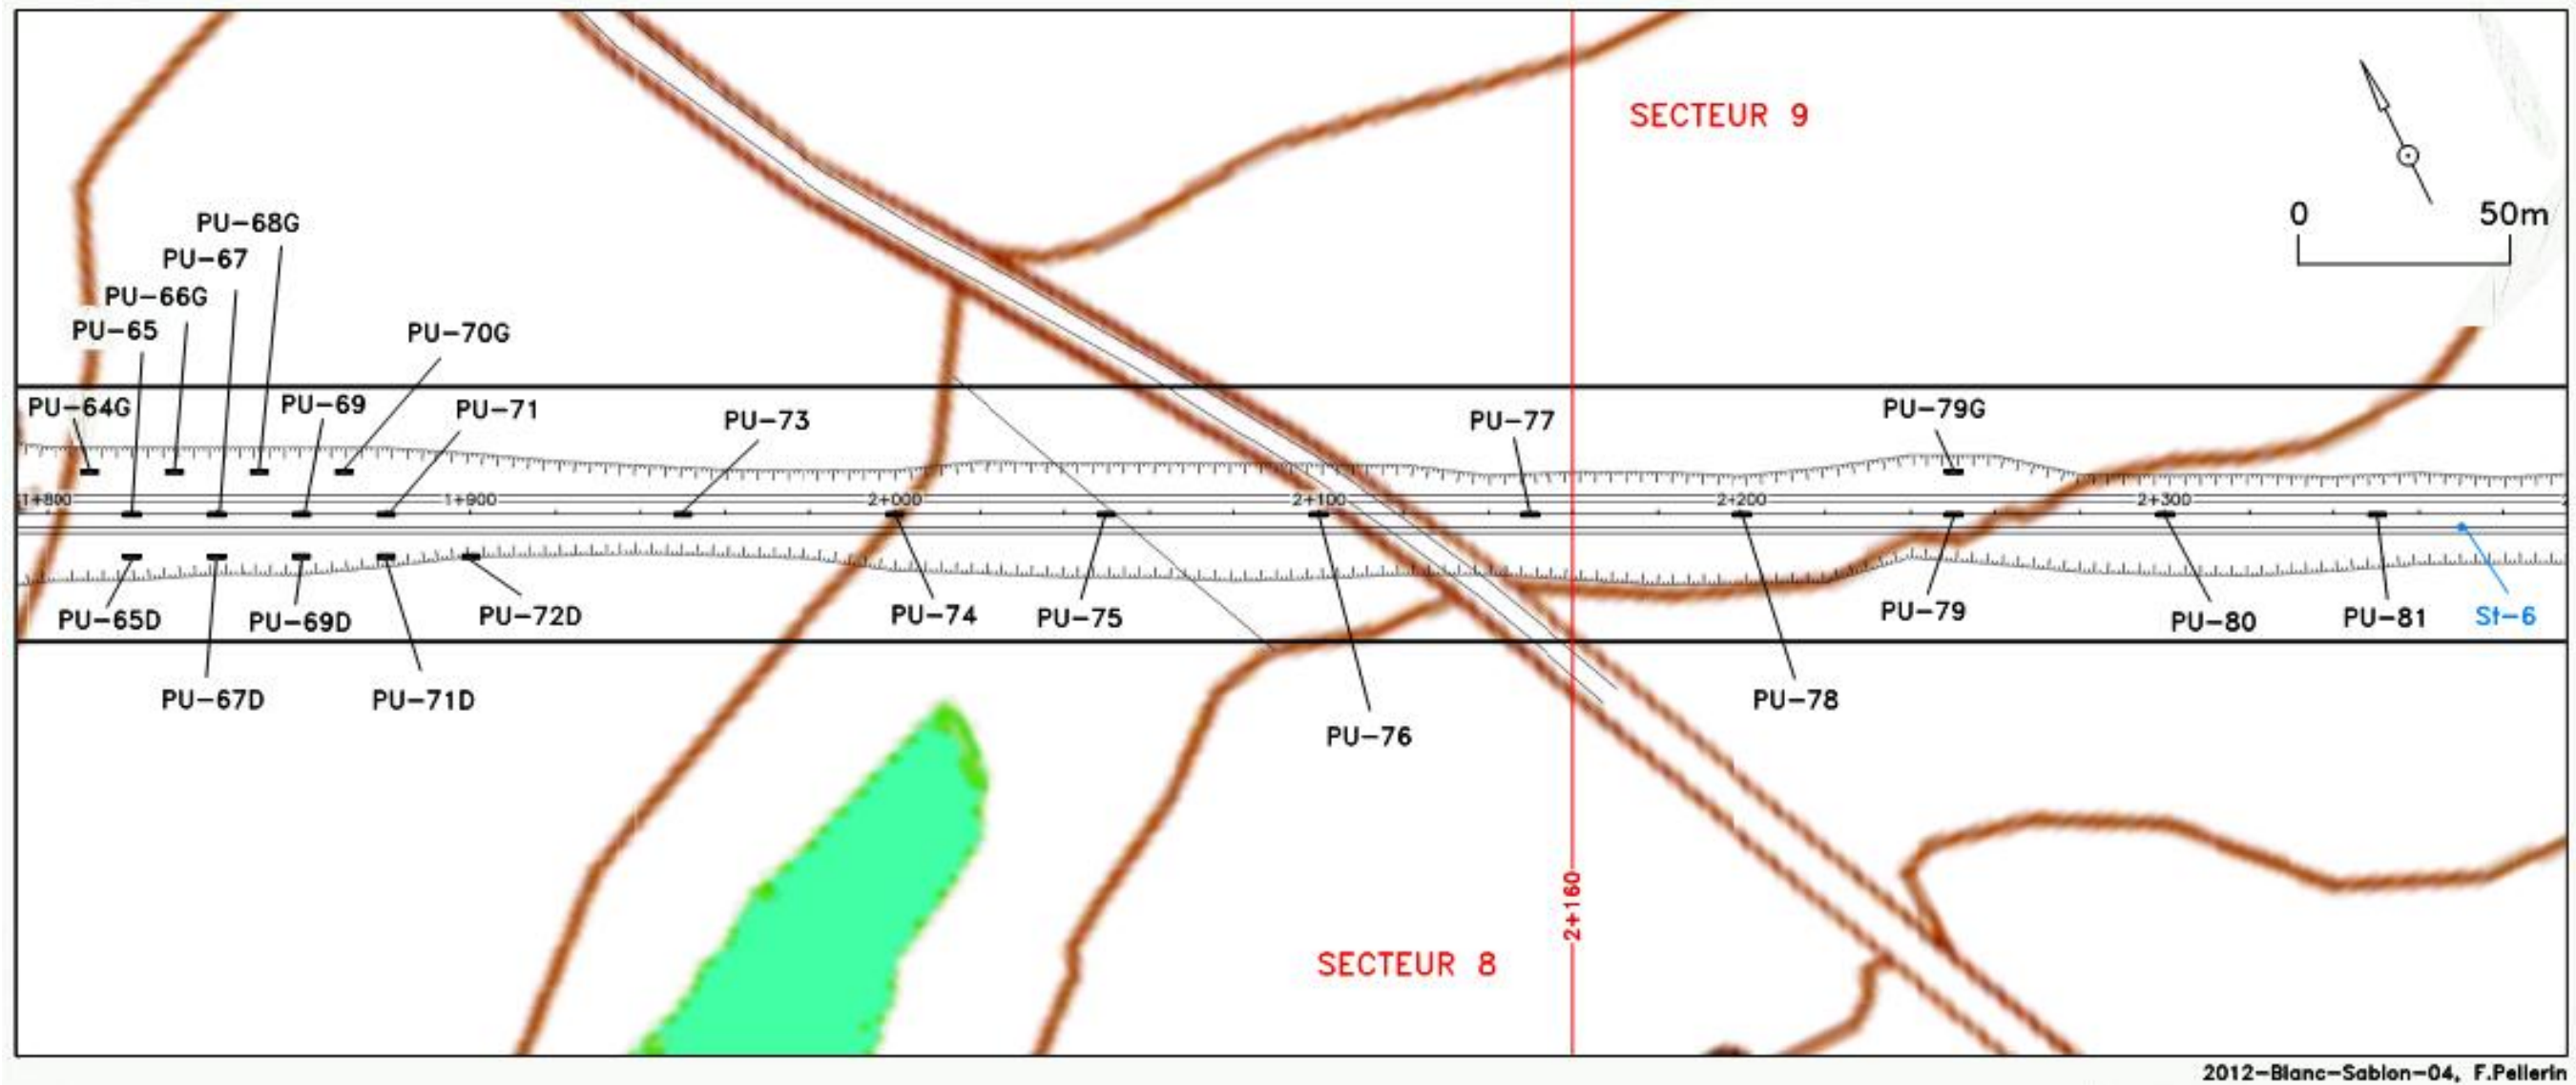 SECTEUR 9
0 50m
PU-68G
PU-67
PU-66G
PU-65
PU-70G
PU-64G
PU-69
PU-71
PU-73
PU-77
PU-79G
1+800 1+900 2+000 2+100 2+200 2+300
PU-65D
PU-69D
PU-72D
PU-74
PU-75
PU-79
PU-80
PU-81
St-6
PU-67D
PU-71D
PU-76
PU-78
2+160
SECTEUR 8
2012-Blanc-Sablon-04, F.Pellerin